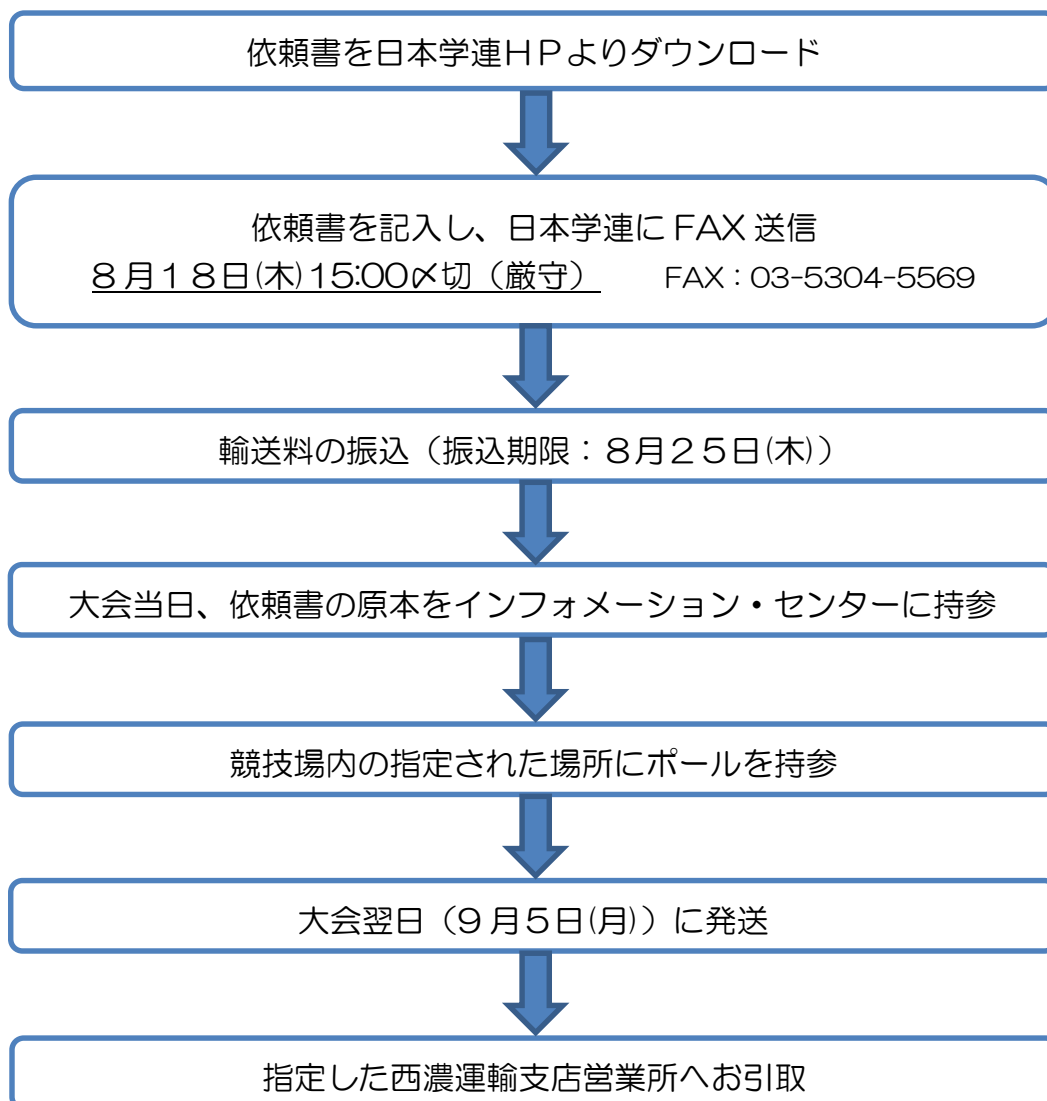 依頼書を日本学連ＨＰよりダウンロード
依頼書を記入し、日本学連に FAX 送信
８月１８日(木)15:00〆切（厳守）　　FAX：03-5304-5569
輸送料の振込（振込期限：８月２５日(木)）
大会当日、依頼書の原本をインフォメーション・センターに持参
競技場内の指定された場所にポールを持参
大会翌日（９月５日(月)）に発送
指定した西濃運輸支店営業所へお引取